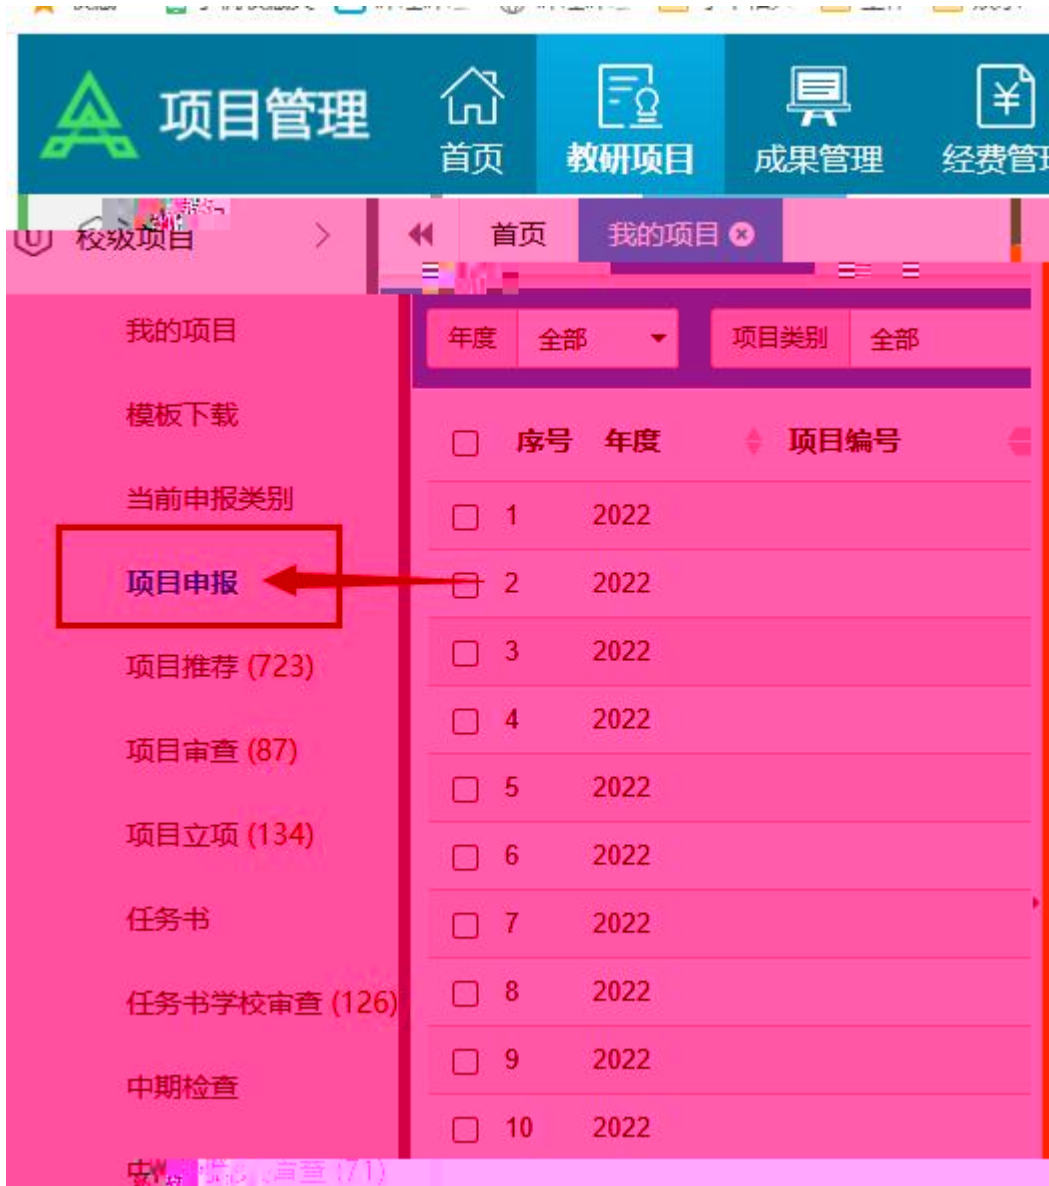 项目管理
首页 教研项目 成果管理 经费管
校级项目 首页 我的项目
年度 全部 项目类别 全部
我的项目
模板下载
序号 年度 项目编号
当前申报类别
1 2022
项目申报
2 2022
3 2022
项目推荐 (723)
4 2022
项目审查 (87)
5 2022
项目立项 (134)
6 2022
任务书
7 2022
任务书学校审查 (126)
8 2022
9 2022
中期检查
10 2022